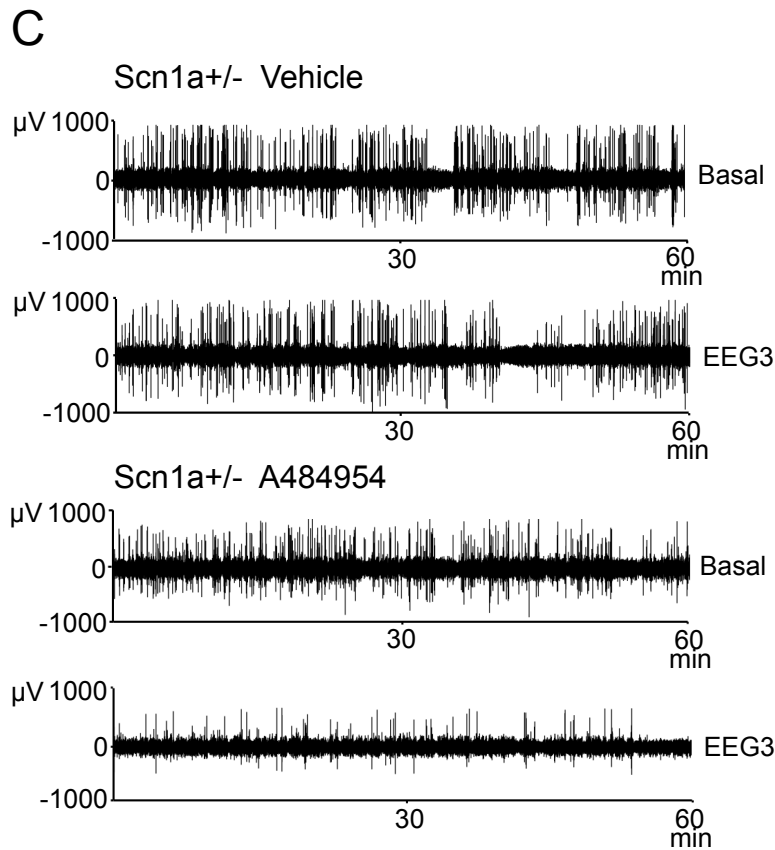 C
Scn1a+/- Vehicle
µV 1000
0
-1000
Basal
30
60
min
µV 1000
0
-1000
EEG3
30
60
min
Scn1a+/- A484954
µV 1000
0
-1000
Basal
30
60
min
µV 1000
0
-1000
EEG3
30
60
min